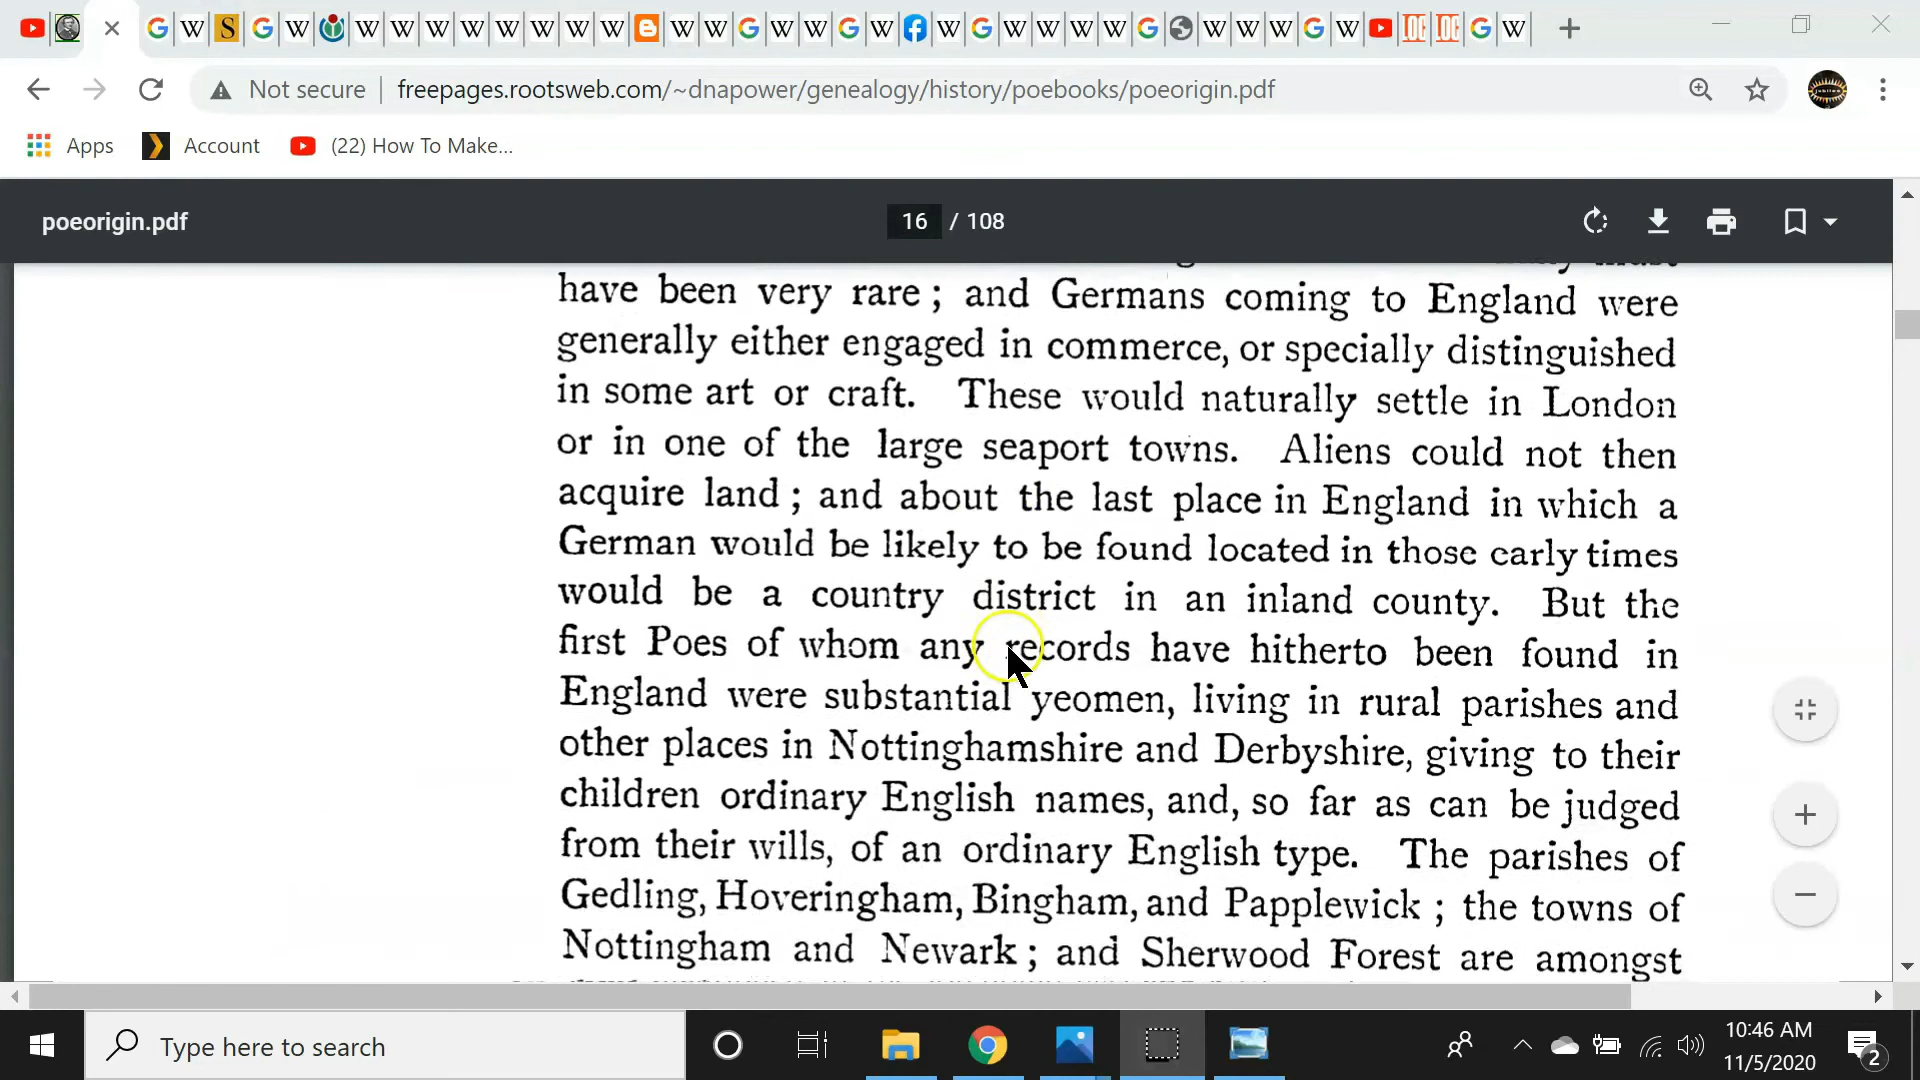 Not secure
freepages.rootsweb.com/~dnapower/genealogy/history/poebooks/poeorigin.pdf
Apps
Account
(22) How To Make...
poeorigin.pdf
16 / 108
have been very rare ; and Germans coming to England were
generally either engaged in commerce, or specially distinguished
in some art or craft. These would naturally settle in London
or in one of the large seaport towns. Aliens could not then
acquire land ; and about the last place in England in which a
German would be likely to be found located in those early times
would be a country district in an inland county. But the
first Poes of whom any records have hitherto been found in
England were substantial yeomen, living in rural parishes and
other places in Nottinghamshire and Derbyshire, giving to their
children ordinary English names, and, so far as can be judged
from their wills, of an ordinary English type. The parishes of
Gedling, Hoveringham, Bingham, and Papplewick ; the towns of
Nottingham and Newark ; and Sherwood Forest are amongst
Type here to search
10:46 AM
11/5/2020
2